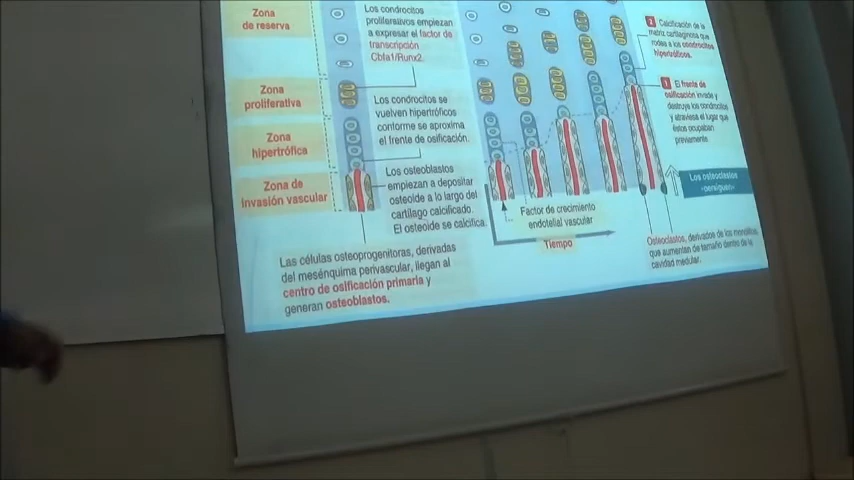 Zona
de reserva
Zona
proliferativa
Zona
hipertrófica
Zona de
invasión vascular
Los condrocitos
proliferativos empiezan
a expresar el factor de
transcripción
Cbfa1/Runx2.
Los condrocitos se
vuelven hipertróficos
conforme se aproxima
el frente de osificación.
Los osteoblastos
empiezan a depositar
osteoide a lo largo del
cartílago calcificado.
El osteoide se calcifica.
Las células osteoprogenitoras, derivadas
del mesénquima perivascular, llegan al
centro de osificación primaria y
generan osteoblastos.
Factor de crecimiento
endotelial vascular
Tiempo
Calcificación de la
matriz cartilaginosa que
rodea a los condrocitos
hipertróficos.
El frente de
osificación invade y
destruye los condrocitos
y atraviesa el lugar que
éstos ocupaban
previamente.
Los osteoclastos
«persiguen»
Osteoclastos, derivados de los monocitos
que aumentan de tamaño dentro de la
cavidad medular.